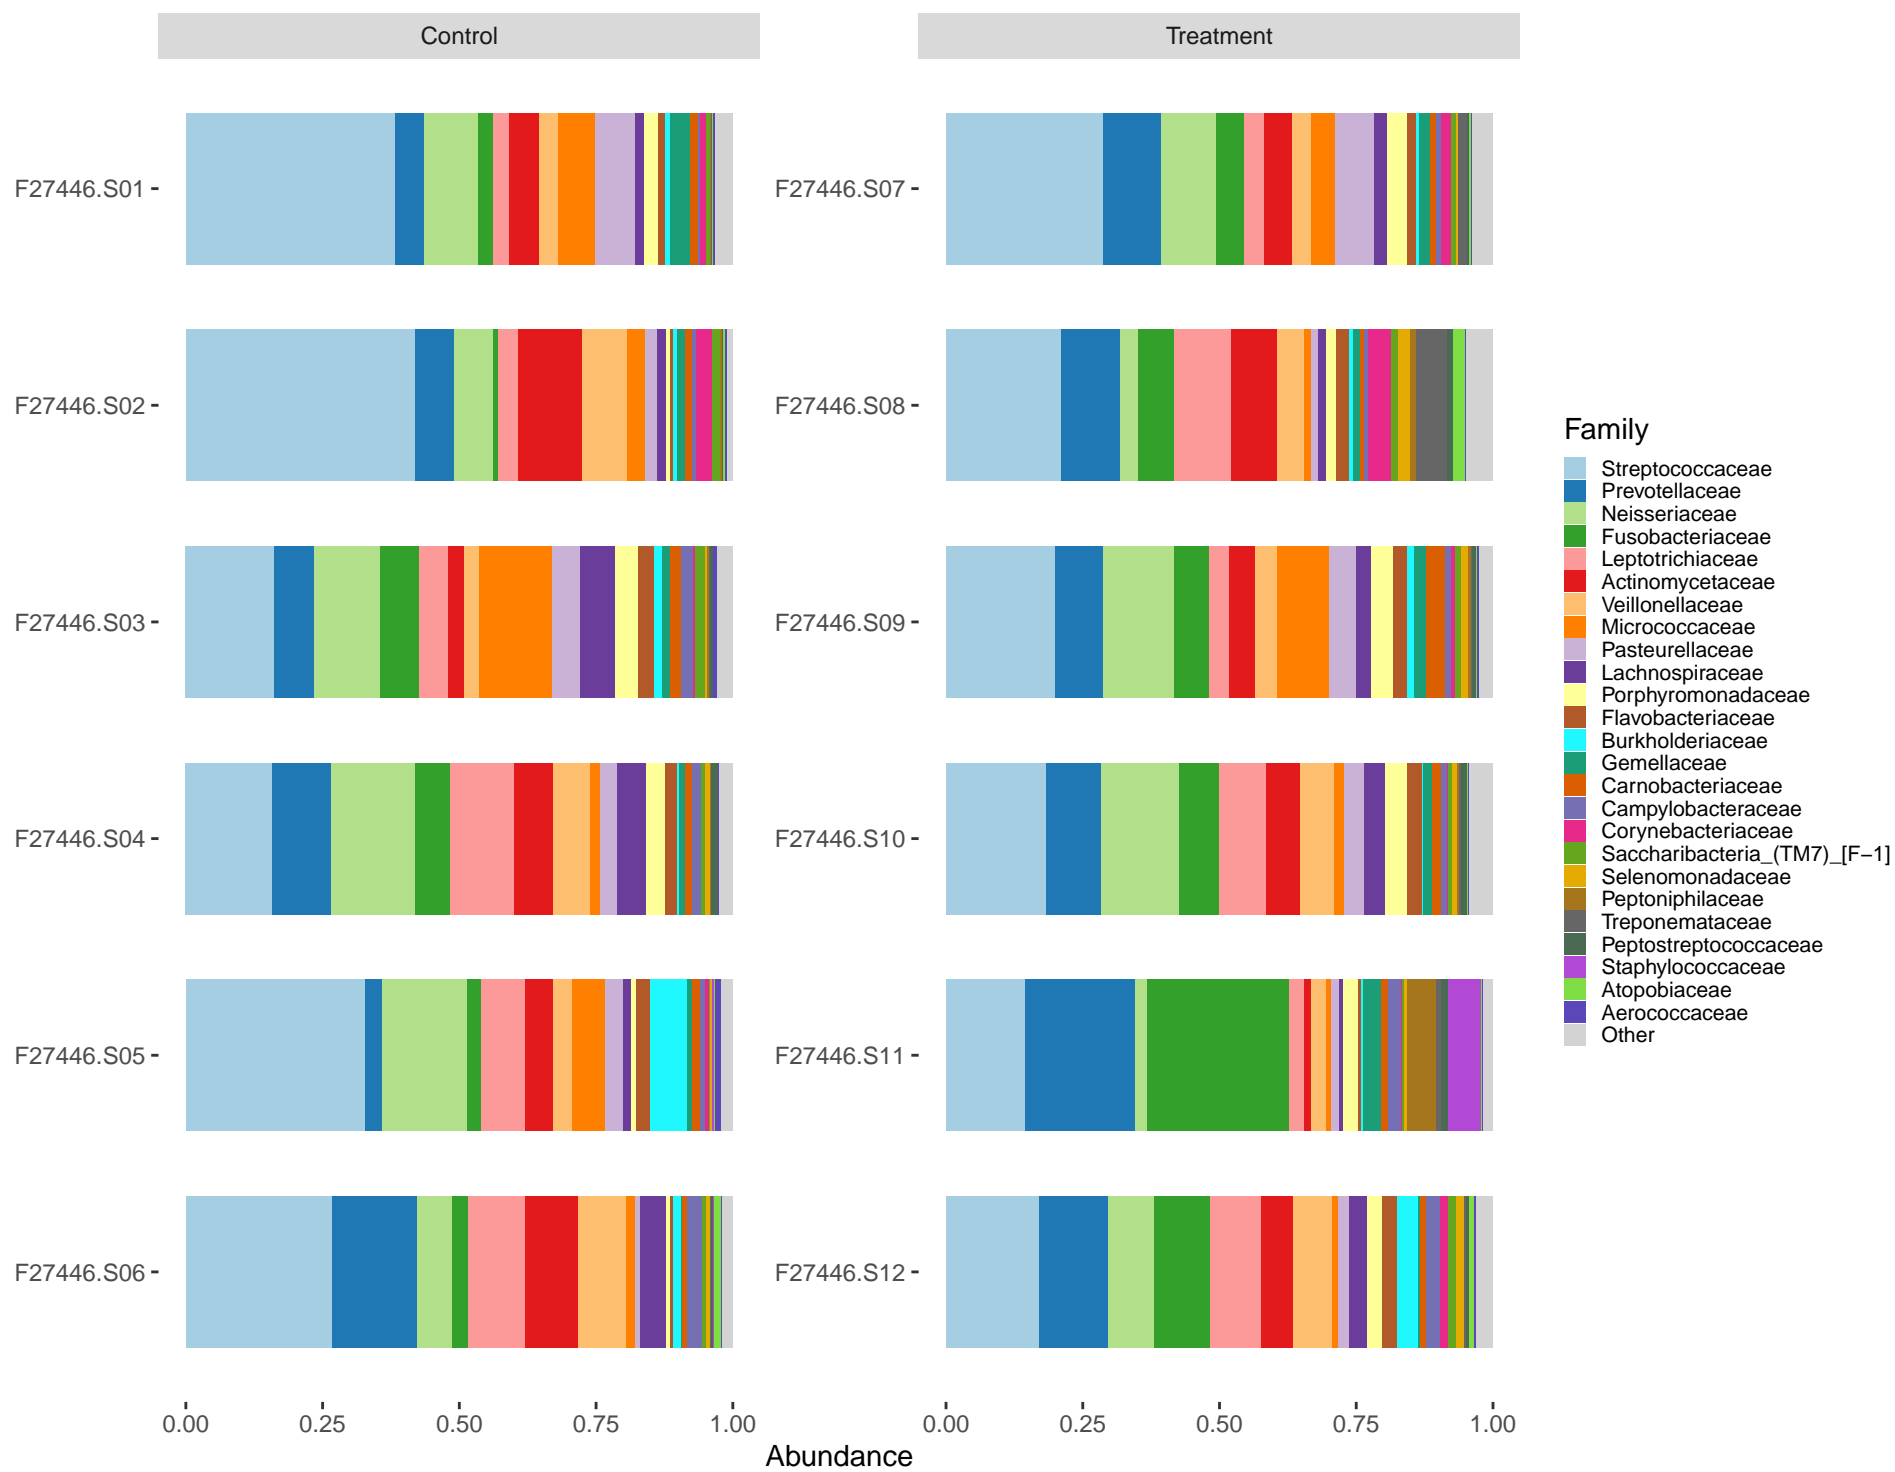 Control
Treatment
F27446.S01
F27446.S02
F27446.S03
F27446.S04
F27446.S05
F27446.S06
F27446.S07
F27446.S08
F27446.S09
F27446.S10
F27446.S11
F27446.S12
0.00 0.25 0.50 0.75 1.00
0.00 0.25 0.50 0.75 1.00
Abundance
Family
Streptococcaceae
Prevotellaceae
Neisseriaceae
Fusobacteriaceae
Leptotrichiaceae
Actinomycetaceae
Veillonellaceae
Micrococcaceae
Pasteurellaceae
Lachnospiraceae
Porphyromonadaceae
Flavobacteriaceae
Burkholderiaceae
Gemellaceae
Carnobacteriaceae
Campylobacteraceae
Corynebacteriaceae
Saccharibacteria_(TM7)_[F−1]
Selenomonadaceae
Peptoniphilaceae
Treponemataceae
Peptostreptococcaceae
Staphylococcaceae
Atopobiaceae
Aerococcaceae
Other